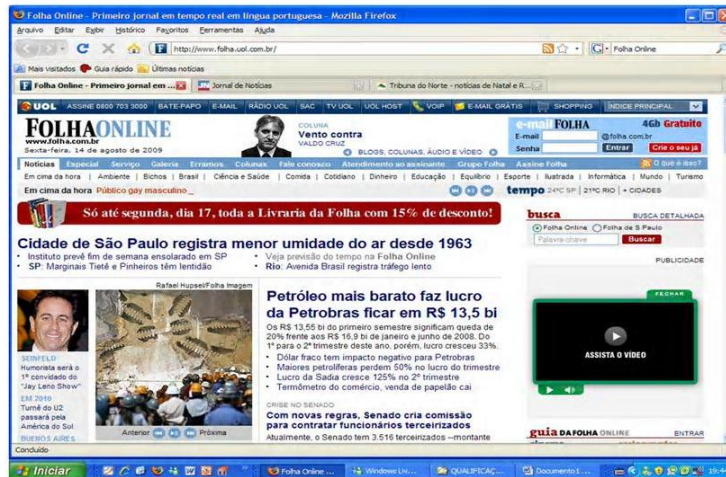 Folha Online - Primeiro jornal em tempo real em língua portuguesa - Mozilla Firefox
Arquivo Editar Exibir Histórico Favoritos Ferramentas Ajuda
http://www.folha.uol.com.br/
Folha Online
Mais visitados Guia rápido Últimas notícias
Folha Online - Primeiro jornal em ...
Jornal de Notícias
Tribuna do Norte - notícias de Natal e R...
UOL ASSINE 0800 703 3000 BATE-PAPO E-MAIL RÁDIO UOL SAC TV UOL UOL HOST VOIP E-MAIL GRÁTIS SHOPPING ÍNDICE PRINCIPAL
FOLHAONLINE
www.folha.com.br
Sexta-feira, 14 de agosto de 2009
COLUNA
Vento contra
VALDO CRUZ
BLOGS, COLUNAS, ÁUDIO E VÍDEO
e-mail FOLHA 4Gb Gratuito
E-mail @folha.com.br
Senha Entrar Crie o seu já
Notícias Especial Serviço Galeria Erramos Colunas Fale conosco Atendimento ao assinante Grupo Folha Assine Folha O que é isso?
Em cima da hora Ambiente Bichos Brasil Ciência e Saúde Comida Cotidiano Dinheiro Educação Equilíbrio Esporte Ilustrada Informática Mundo Turismo
Em cima da hora Público gay masculino_
tempo 24°C SP 21°C RIO + CIDADES
Só até segunda, dia 17, toda a Livraria da Folha com 15% de desconto!
busca BUSCA DETALHADA
Folha Online Folha de S.Paulo
Palavra-chave Buscar
Cidade de São Paulo registra menor umidade do ar desde 1963
• Instituto prevê fim de semana ensolarado em SP
• Veja previsão do tempo na Folha Online
• SP: Marginais Tietê e Pinheiros têm lentidão
• Rio: Avenida Brasil registra tráfego lento
PUBLICIDADE
Rafael Hupsel/Folha Imagem
SEINFELD
Humorista será o
1º convidado do
"Jay Leno Show"
EM 2010
Turnê do U2
passará pela
América do Sul
BUENOS AIRES
Anterior Próxima
Petróleo mais barato faz lucro
da Petrobras ficar em R$ 13,5 bi
Os R$ 13,55 bi do primeiro semestre significam queda de
20% frente aos R$ 16,9 bi de janeiro e junho de 2008. Do
1º para o 2º trimestre deste ano, porém, lucro cresceu 33%.
• Dólar fraco tem impacto negativo para Petrobras
• Maiores petrolíferas perdem 50% no lucro do trimestre
• Lucro da Sadia cresce 125% no 2º trimestre
• Termômetro do comércio, venda de papelão cai
CRISE NO SENADO
Com novas regras, Senado cria comissão
para contratar funcionários terceirizados
Atualmente, o Senado tem 3.516 terceirizados --montante
FECHAR
ASSISTA O VÍDEO
guia DA FOLHA ONLINE ENTRAR
Concluído
Iniciar
Folha Online ...
Windows Liv...
QUALIFICAÇ...
Documento1 ...
19:44